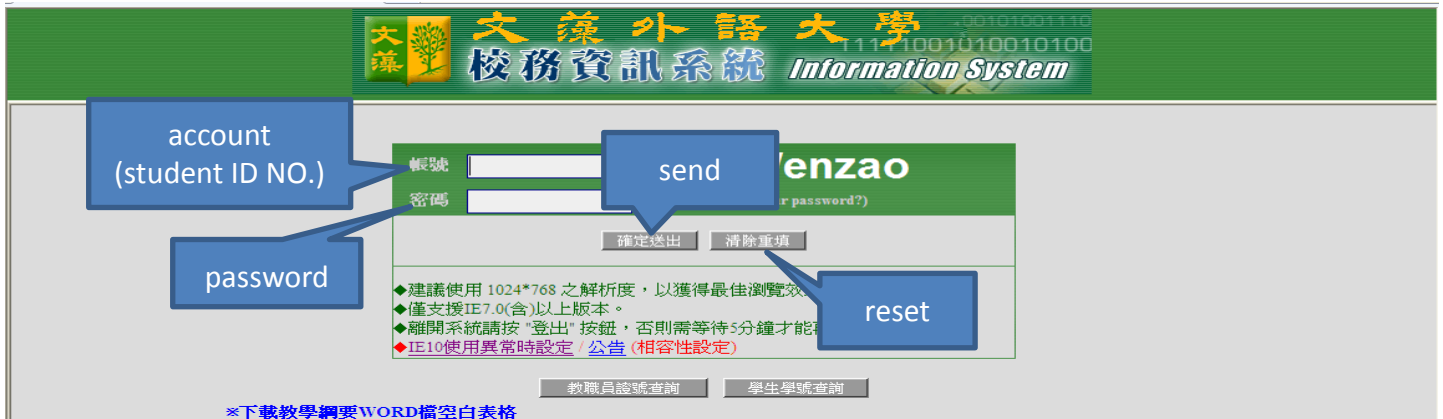 文藻外語大學
文藻
校務資訊系統 Information System
00101001110
11111001010010100
account
(student ID NO.)
帳號
send
enzao
密碼
r password?)
確定送出 清除重填
password
reset
◆建議使用 1024*768 之解析度，以獲得最佳瀏覽效
◆僅支援IE7.0(含)以上版本。
◆離開系統請按 "登出" 按鈕，否則需等待5分鐘才能
◆IE10使用異常時設定 / 公告 (相容性設定)
教職員證號查詢 學生學號查詢
※下載教學綱要WORD檔空白表格